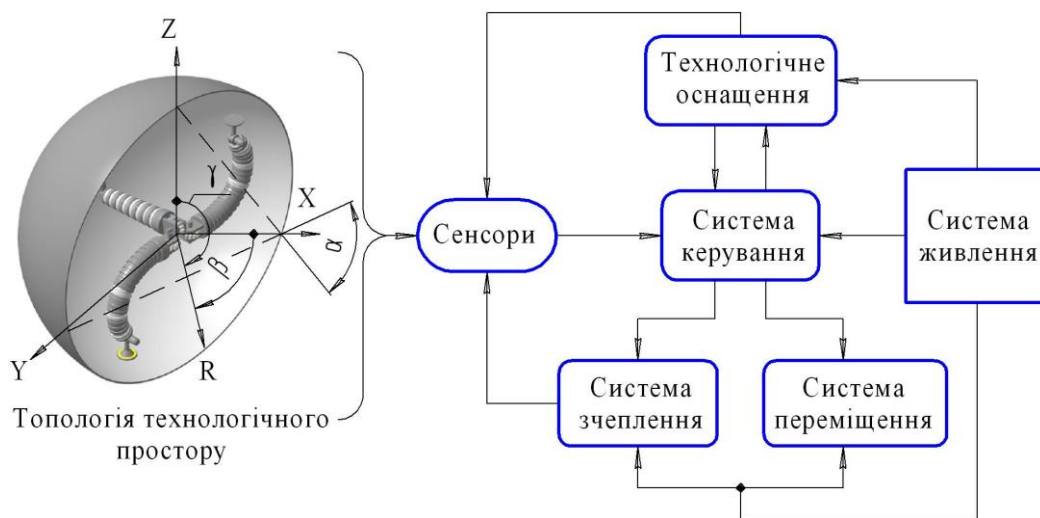 Z
γ
X
α
β
Y
R
Топологія технологічного
простору
Сенсори
Технологічне
оснащення
Система
керування
Система
живлення
Система
зчеплення
Система
переміщення